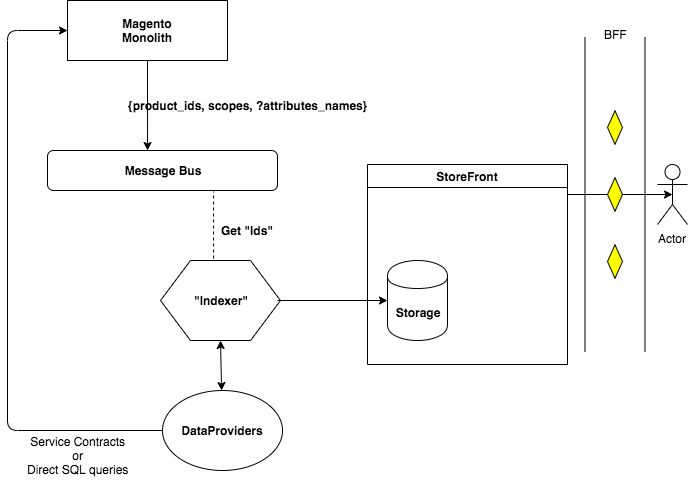 Magento
Monolith
BFF
{product_ids, scopes, ?attributes_names}
Message Bus
StoreFront
Get "Ids"
Actor
"Indexer"
Storage
DataProviders
Service Contracts
or
Direct SQL queries